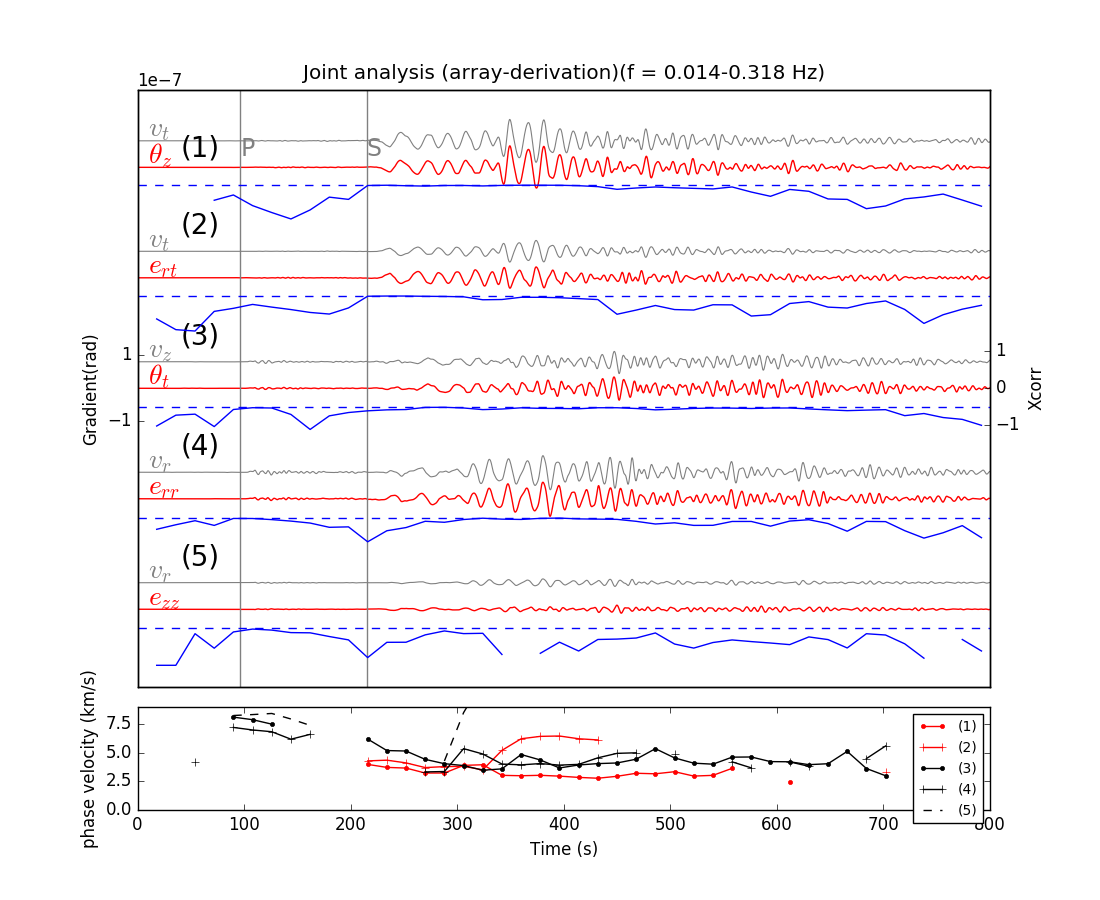 Joint analysis (array-derivation)(f = 0.014-0.318 Hz)
1e−7
v_t
θ_z
(1)
P
S
(2)
v_t
e_rt
(3)
v_z
θ_t
(4)
v_r
e_rr
(5)
v_r
e_zz
Gradient(rad)
1
−1
1
0
−1
Xcorr
phase velocity (km/s)
7.5
5.0
2.5
0.0
(1)
(2)
(3)
(4)
(5)
0 100 200 300 400 500 600 700 800
Time (s)